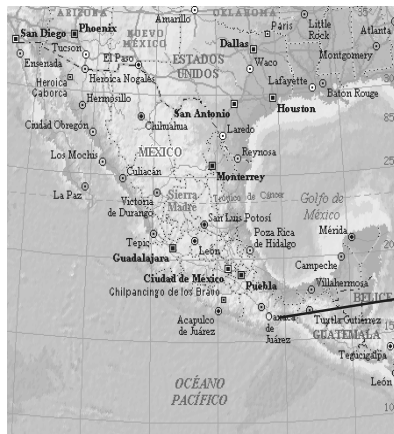 ARIZONA
Amarillo
OKLAHOMA
Little
Rock
35°
Phoenix
San Diego
Paris
Atlanta
NUEVO
MÉXICO
Dallas
Tucson
Montgomery
Ensenada
El Paso
ESTADOS
UNIDOS
Waco
Heroica Nogales
Heroica
Caborca
Lafayette
Baton Rouge
Hermosillo
San Antonio
Houston
Ciudad Obregón
Chihuahua
Laredo
MÉXICO
Reynosa
Los Mochis
Monterrey
25
Culiacán
La Paz
Victoria
de Durango
Sierra
Madre
Trópico de Cáncer
Golfo de
México
San Luis Potosí
Tepic
León
Poza Rica
de Hidalgo
Mérida
Guadalajara
Campeche
Ciudad de México
Puebla
Villahermosa
Chilpancingo de los Bravo
BELICE
Acapulco
de Juárez
Oaxaca
de
Juárez
Tuxtla Gutiérrez
15
GUATEMALA
Tegucigalpa
León
OCÉANO
PACÍFICO